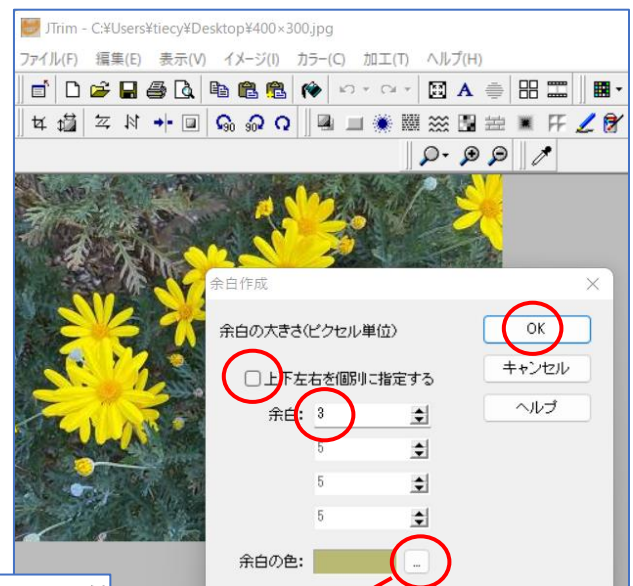 JTrim - C:¥Users¥tiecy¥Desktop¥400×300.jpg
ファイル(F) 編集(E) 表示(V) イメージ(I) カラー(C) 加工(T) ヘルプ(H)
A
90 90
余白作成
余白の大きさ(ピクセル単位)
OK
上下左右を個別に指定する
キャンセル
余白: 3
ヘルプ
5
5
5
余白の色: ...